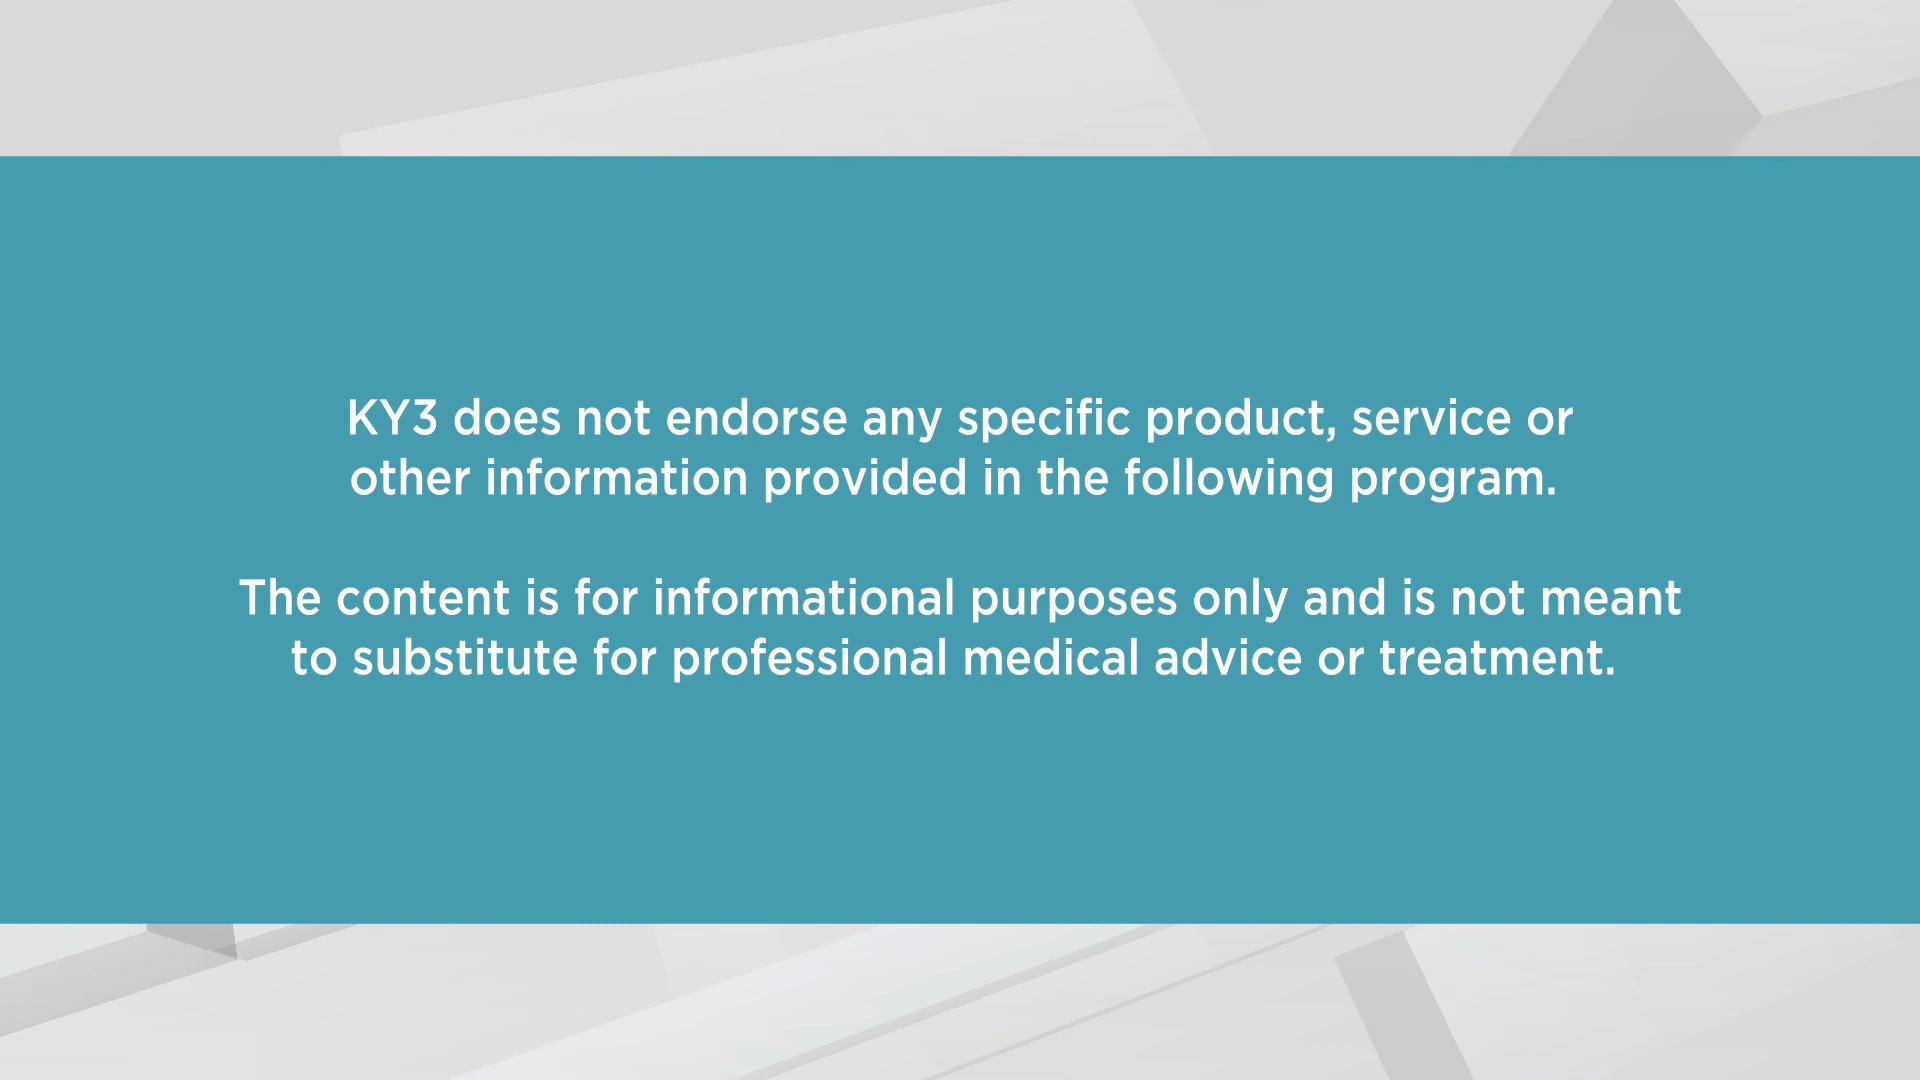 KY3 does not endorse any specific product, service or
other information provided in the following program.
The content is for informational purposes only and is not meant
to substitute for professional medical advice or treatment.